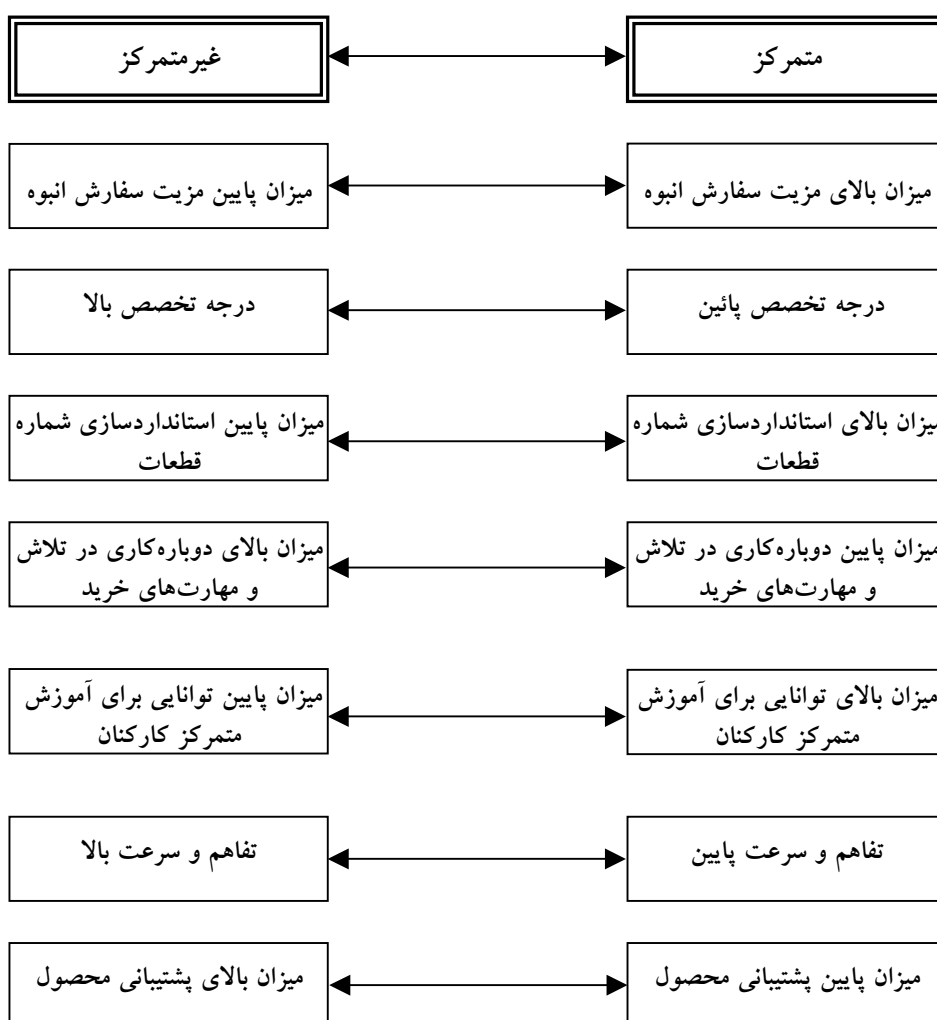 متمرکز
غیرمتمرکز
میزان بالای مزیت سفارش انبوه
میزان پایین مزیت سفارش انبوه
درجه تخصص پائین
درجه تخصص بالا
میزان بالای استانداردسازی شماره
قطعات
میزان پایین استانداردسازی شماره
قطعات
میزان پایین دوباره‌کاری در تلاش
و مهارت‌های خرید
میزان بالای دوباره‌کاری در تلاش
و مهارت‌های خرید
میزان بالای توانایی برای آموزش
متمرکز کارکنان
میزان پایین توانایی برای آموزش
متمرکز کارکنان
تفاهم و سرعت پایین
تفاهم و سرعت بالا
میزان پایین پشتیبانی محصول
میزان بالای پشتیبانی محصول